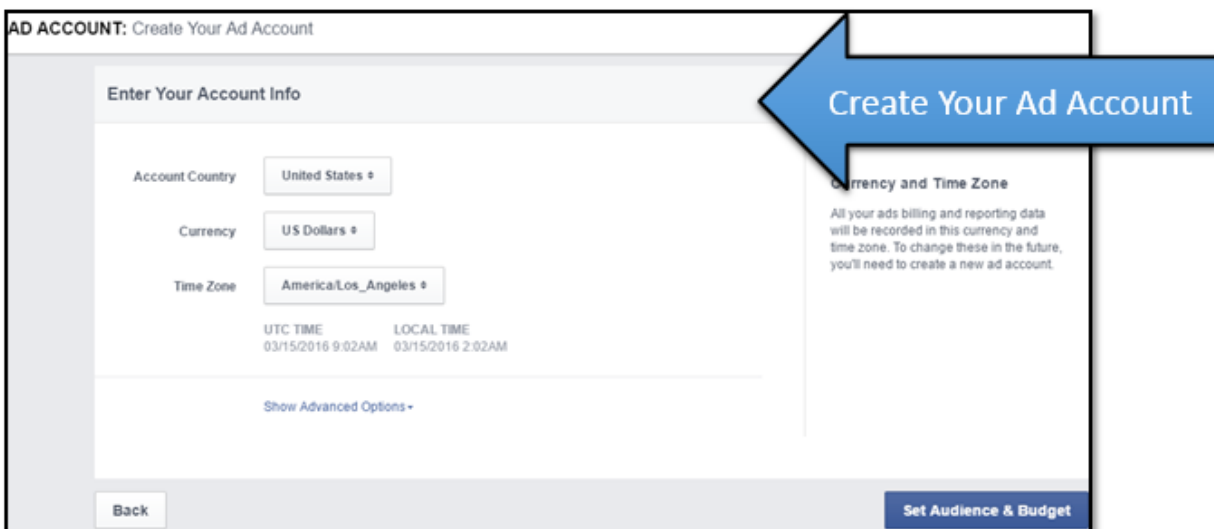 AD ACCOUNT: Create Your Ad Account
Enter Your Account Info
Create Your Ad Account
Account Country
United States
Currency
US Dollars
Time Zone
America/Los_Angeles
UTC TIME
03/15/2016 9:02AM
LOCAL TIME
03/15/2016 2:02AM
Show Advanced Options
Currency and Time Zone
All your ads billing and reporting data
will be recorded in this currency and
time zone. To change these in the future,
you'll need to create a new ad account.
Back
Set Audience & Budget